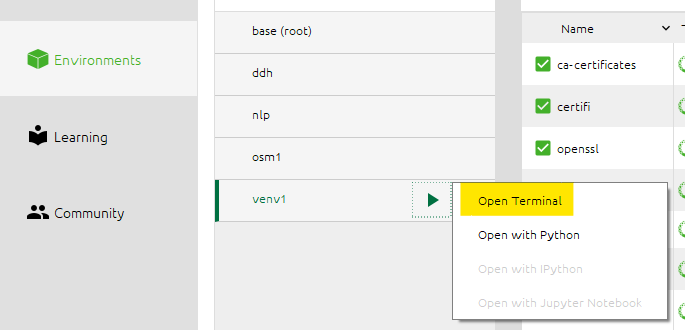 Environments
Learning
Community
base (root)
ddh
nlp
osm1
venv1
Open Terminal
Open with Python
Open with IPython
Open with Jupyter Notebook
Name
ca-certificates
certifi
openssl